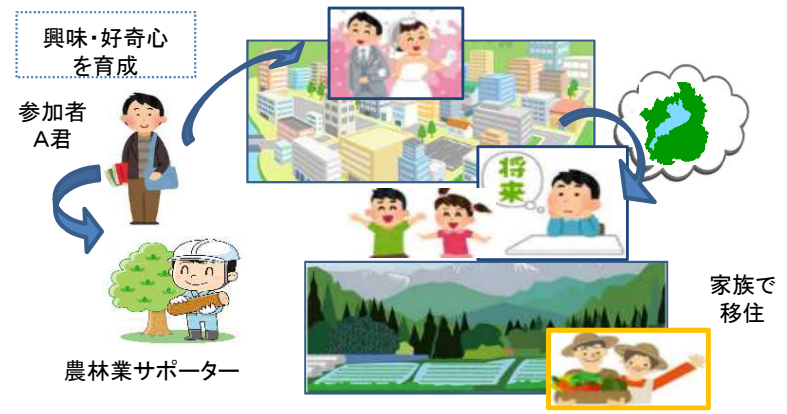 興味・好奇心
を育成
参加者
A君
将来
家族で
移住
農林業サポーター